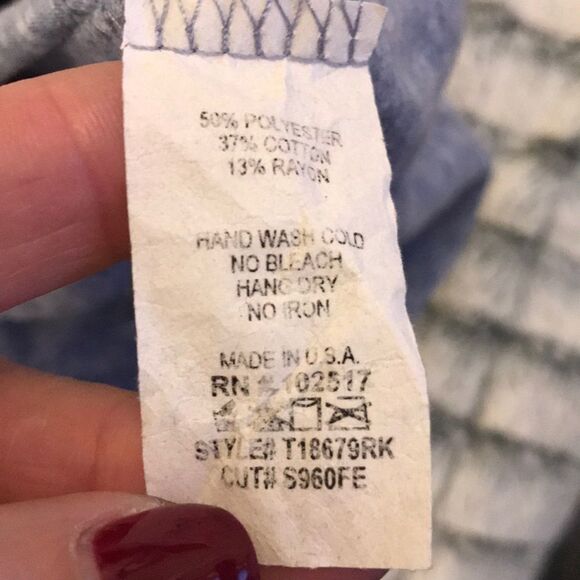 50% POLYESTER
37% COTTON
13% RAYON
HAND WASH COLD
NO BLEACH
HANG DRY
NO IRON
MADE IN U.S.A.
RN # 102517
STYLE# T18679RK
CUT# S960FE